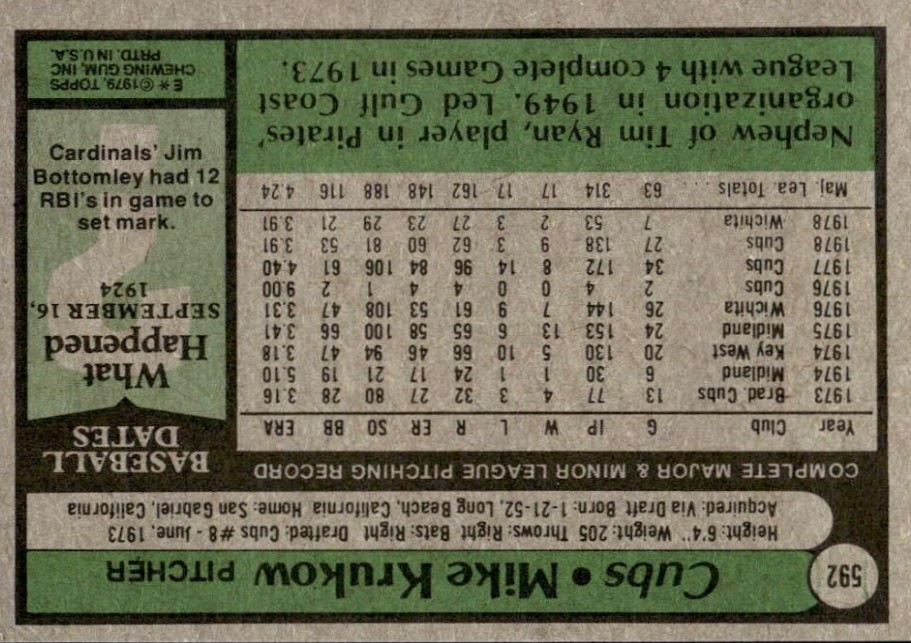 592
Cubs • Mike Krukow PITCHER
Height: 6'4" Weight: 205 Throws: Right Bats: Right Drafted: Cubs #8 - June, 1973
Acquired: Via Draft Born: 1-21-52, Long Beach, California Home: San Gabriel, California
COMPLETE MAJOR & MINOR LEAGUE PITCHING RECORD
Year Club G IP W L R ER SO BB ERA
1973 Brad. Cubs 13 77 4 3 32 27 80 28 3.16
1974 Midland 6 30 1 1 24 17 21 19 5.10
1974 Key West 20 130 5 10 66 46 94 47 3.18
1975 Midland 24 153 13 6 65 58 100 66 3.41
1976 Wichita 26 144 7 9 61 53 108 47 3.31
1976 Cubs 2 4 0 0 4 4 1 2 9.00
1977 Cubs 34 172 8 14 96 84 106 61 4.40
1978 Cubs 27 138 9 3 62 60 81 53 3.91
1978 Wichita 7 53 2 3 27 23 29 21 3.91
Maj. Lea. Totals . . . . 63 314 17 17 162 148 188 116 4.24
Nephew of Tim Ryan, player in Pirates'
organization in 1949. Led Gulf Coast
League with 4 complete Games in 1973.
BASEBALL
DATES
What
Happened
SEPTEMBER 16,
1924
?
Cardinals' Jim
Bottomley had 12
RBI's in game to
set mark.
E* © 1979, TOPPS
CHEWING GUM, INC
PRTD. IN U.S.A.